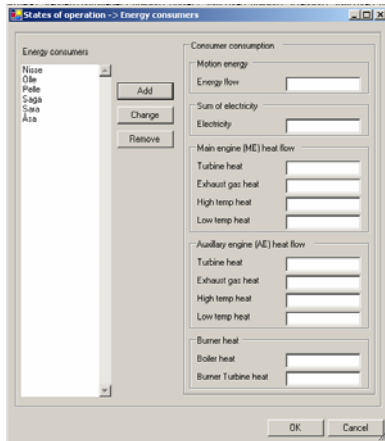 States of operation -> Energy consumers
Energy consumers
Nisse
Olle
Pelle
Saga
Sara
Åsa
Add
Change
Remove
Consumer consumption
Motion energy
Energy flow
Sum of electricity
Electricity
Main engine (ME) heat flow
Turbine heat
Exhaust gas heat
High temp heat
Low temp heat
Auxillary engine (AE) heat flow
Turbine heat
Exhaust gas heat
High temp heat
Low temp heat
Burner heat
Boiler heat
Burner Turbine heat
OK
Cancel